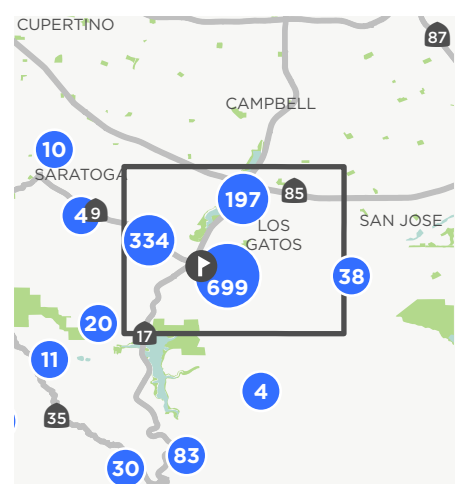 CUPERTINO
87
CAMPBELL
10
SARATOGA
85
197
4
9
LOS
GATOS
SAN JOSE
334
38
699
20
17
11
4
35
83
30